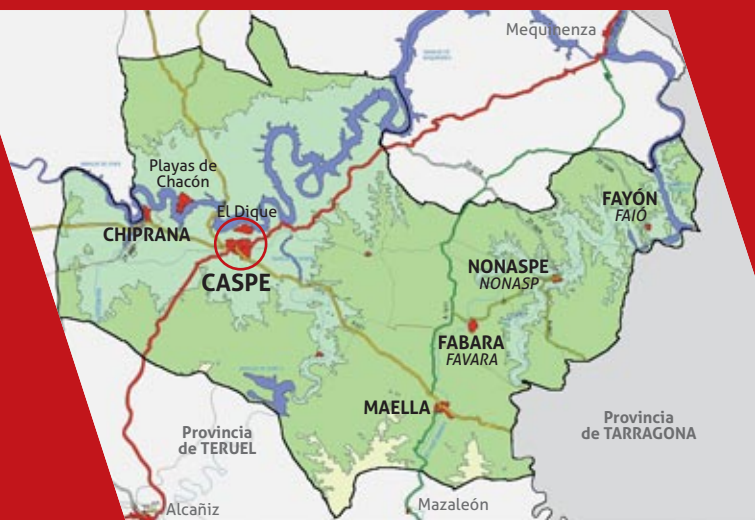 Mequinenza
Playas de
Chacón
El Dique
CHIPRANA
CASPE
FAYÓN
FAIÓ
NONASPE
NONASP
FABARA
FAVARA
MAELLA
Provincia
de TERUEL
Provincia
de TARRAGONA
Alcañiz
Mazaleón